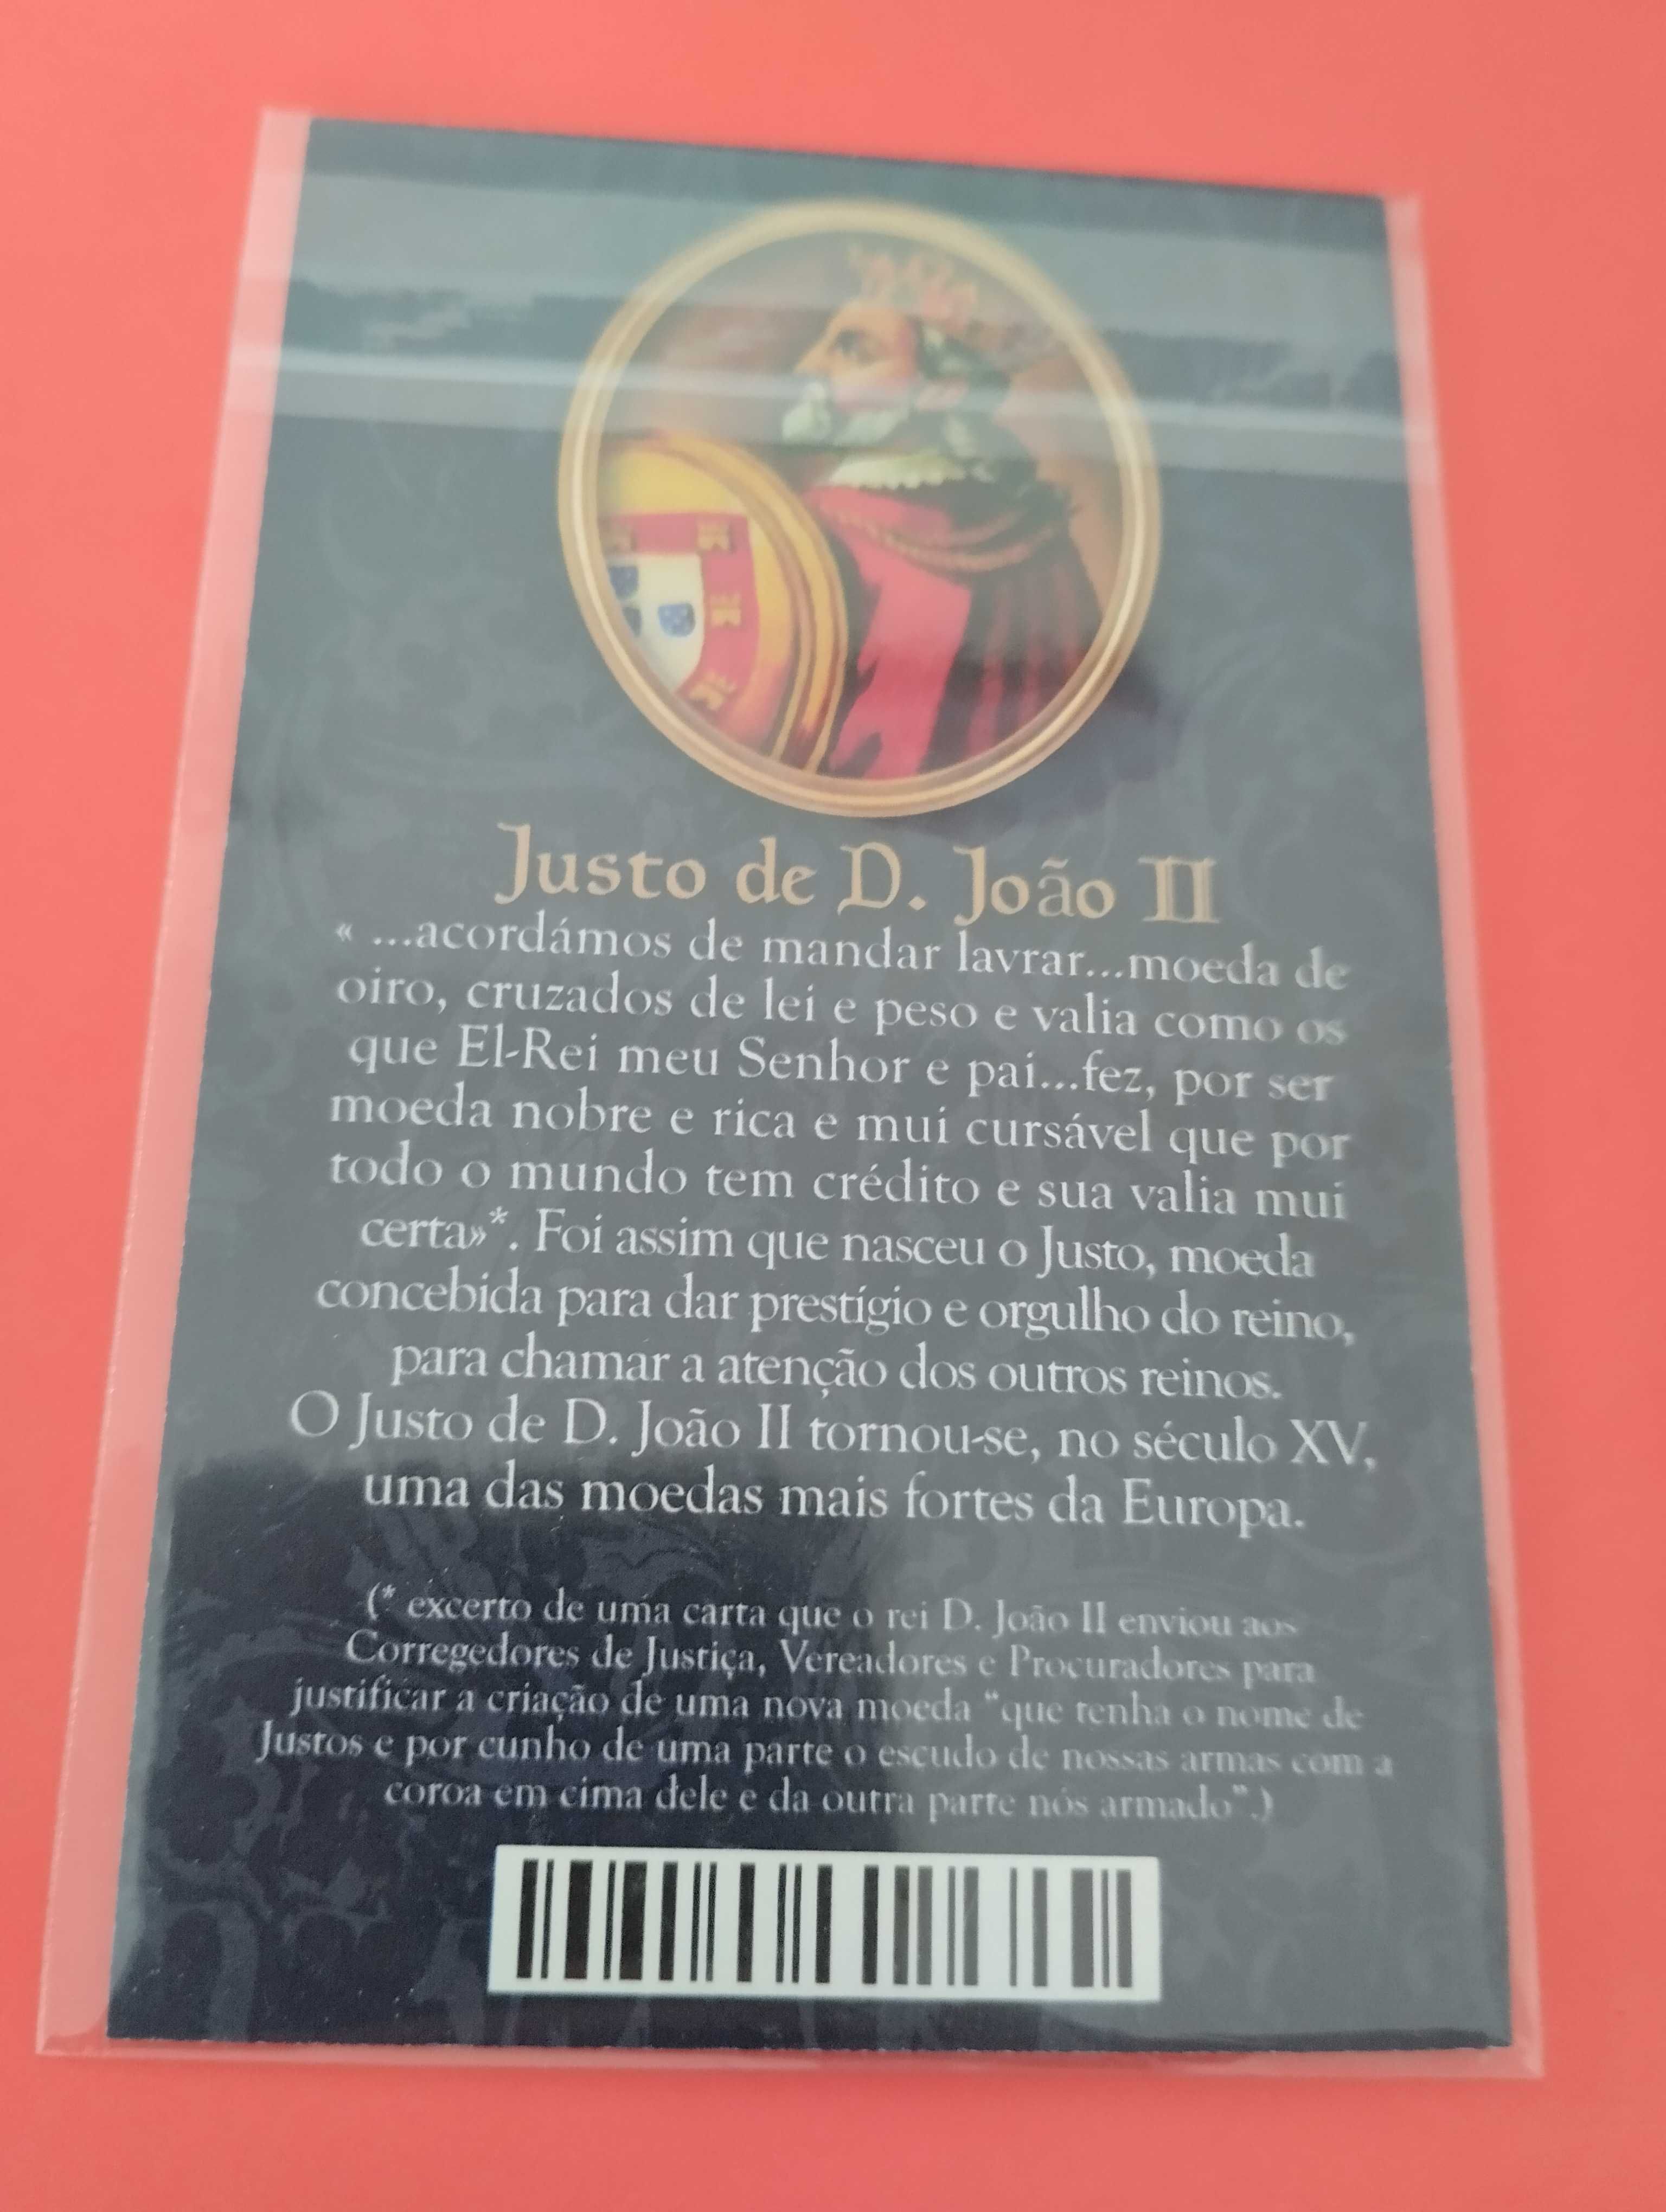 Justo de D. João II
« ...acordámos de mandar lavrar...moeda de
oiro, cruzados de lei e peso e valia como os
que El-Rei meu Senhor e pai...fez, por ser
moeda nobre e rica e mui cursável que por
todo o mundo tem crédito e sua valia mui
certa»*. Foi assim que nasceu o Justo, moeda
concebida para dar prestígio e orgulho do reino,
para chamar a atenção dos outros reinos.
O Justo de D. João II tornou-se, no século XV,
uma das moedas mais fortes da Europa.
(* excerto de uma carta que o rei D. João II enviou aos
Corregedores de Justiça, Vereadores e Procuradores para
justificar a criação de uma nova moeda "que tenha o nome de
Justos e por cunho de uma parte o escudo de nossas armas com a
coroa em cima dele e da outra parte nós armado".)